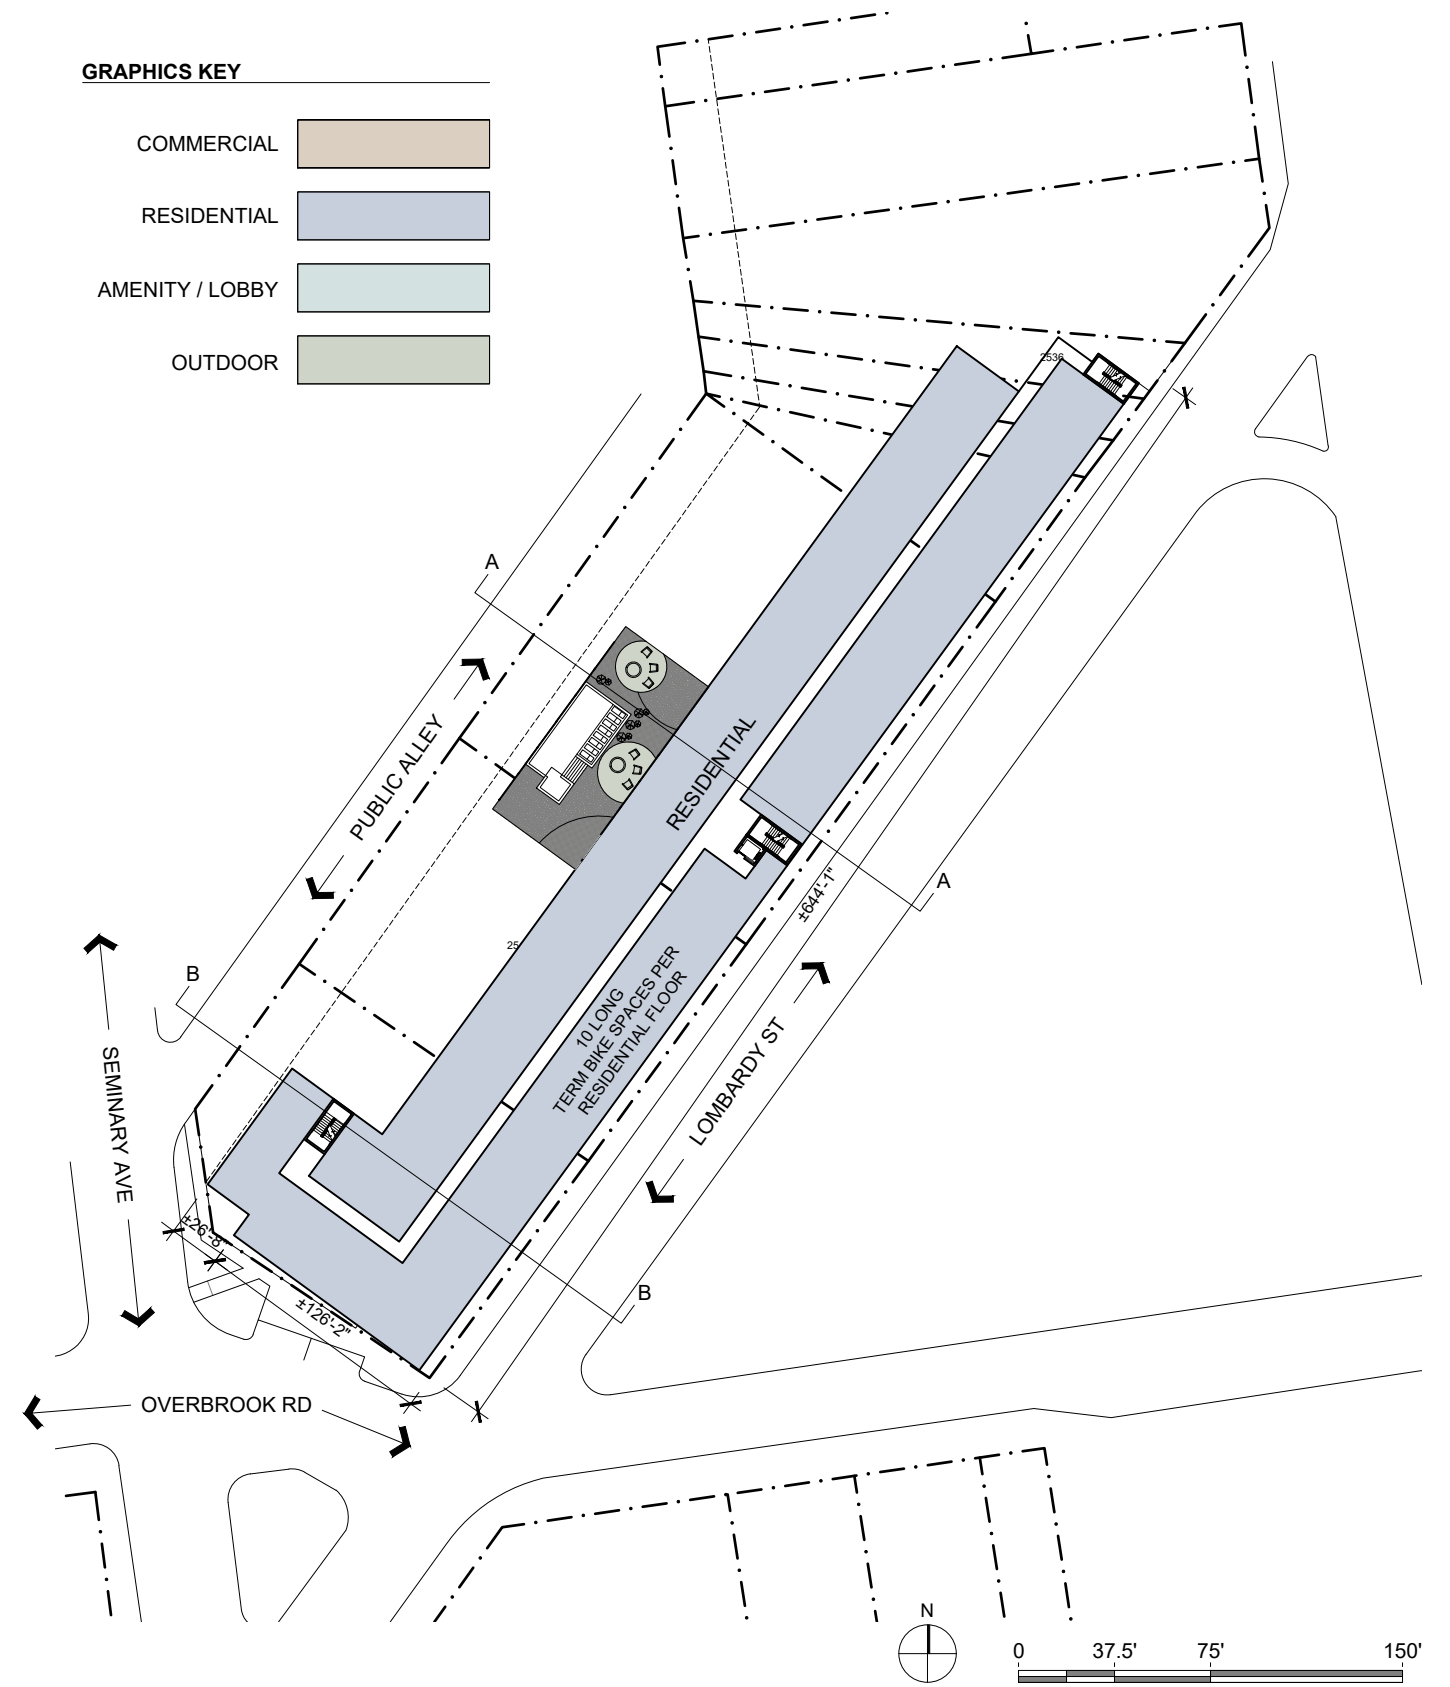 GRAPHICS KEY
COMMERCIAL
RESIDENTIAL
AMENITY / LOBBY
OUTDOOR
2536
A
PUBLIC ALLEY
RESIDENTIAL
A
±644'-1"
25
B
10 LONG
TERM BIKE SPACES PER
RESIDENTIAL FLOOR
LOMBARDY ST
SEMINARY AVE
±26'-8"
±126'-2"
B
OVERBROOK RD
N
0 37.5' 75' 150'